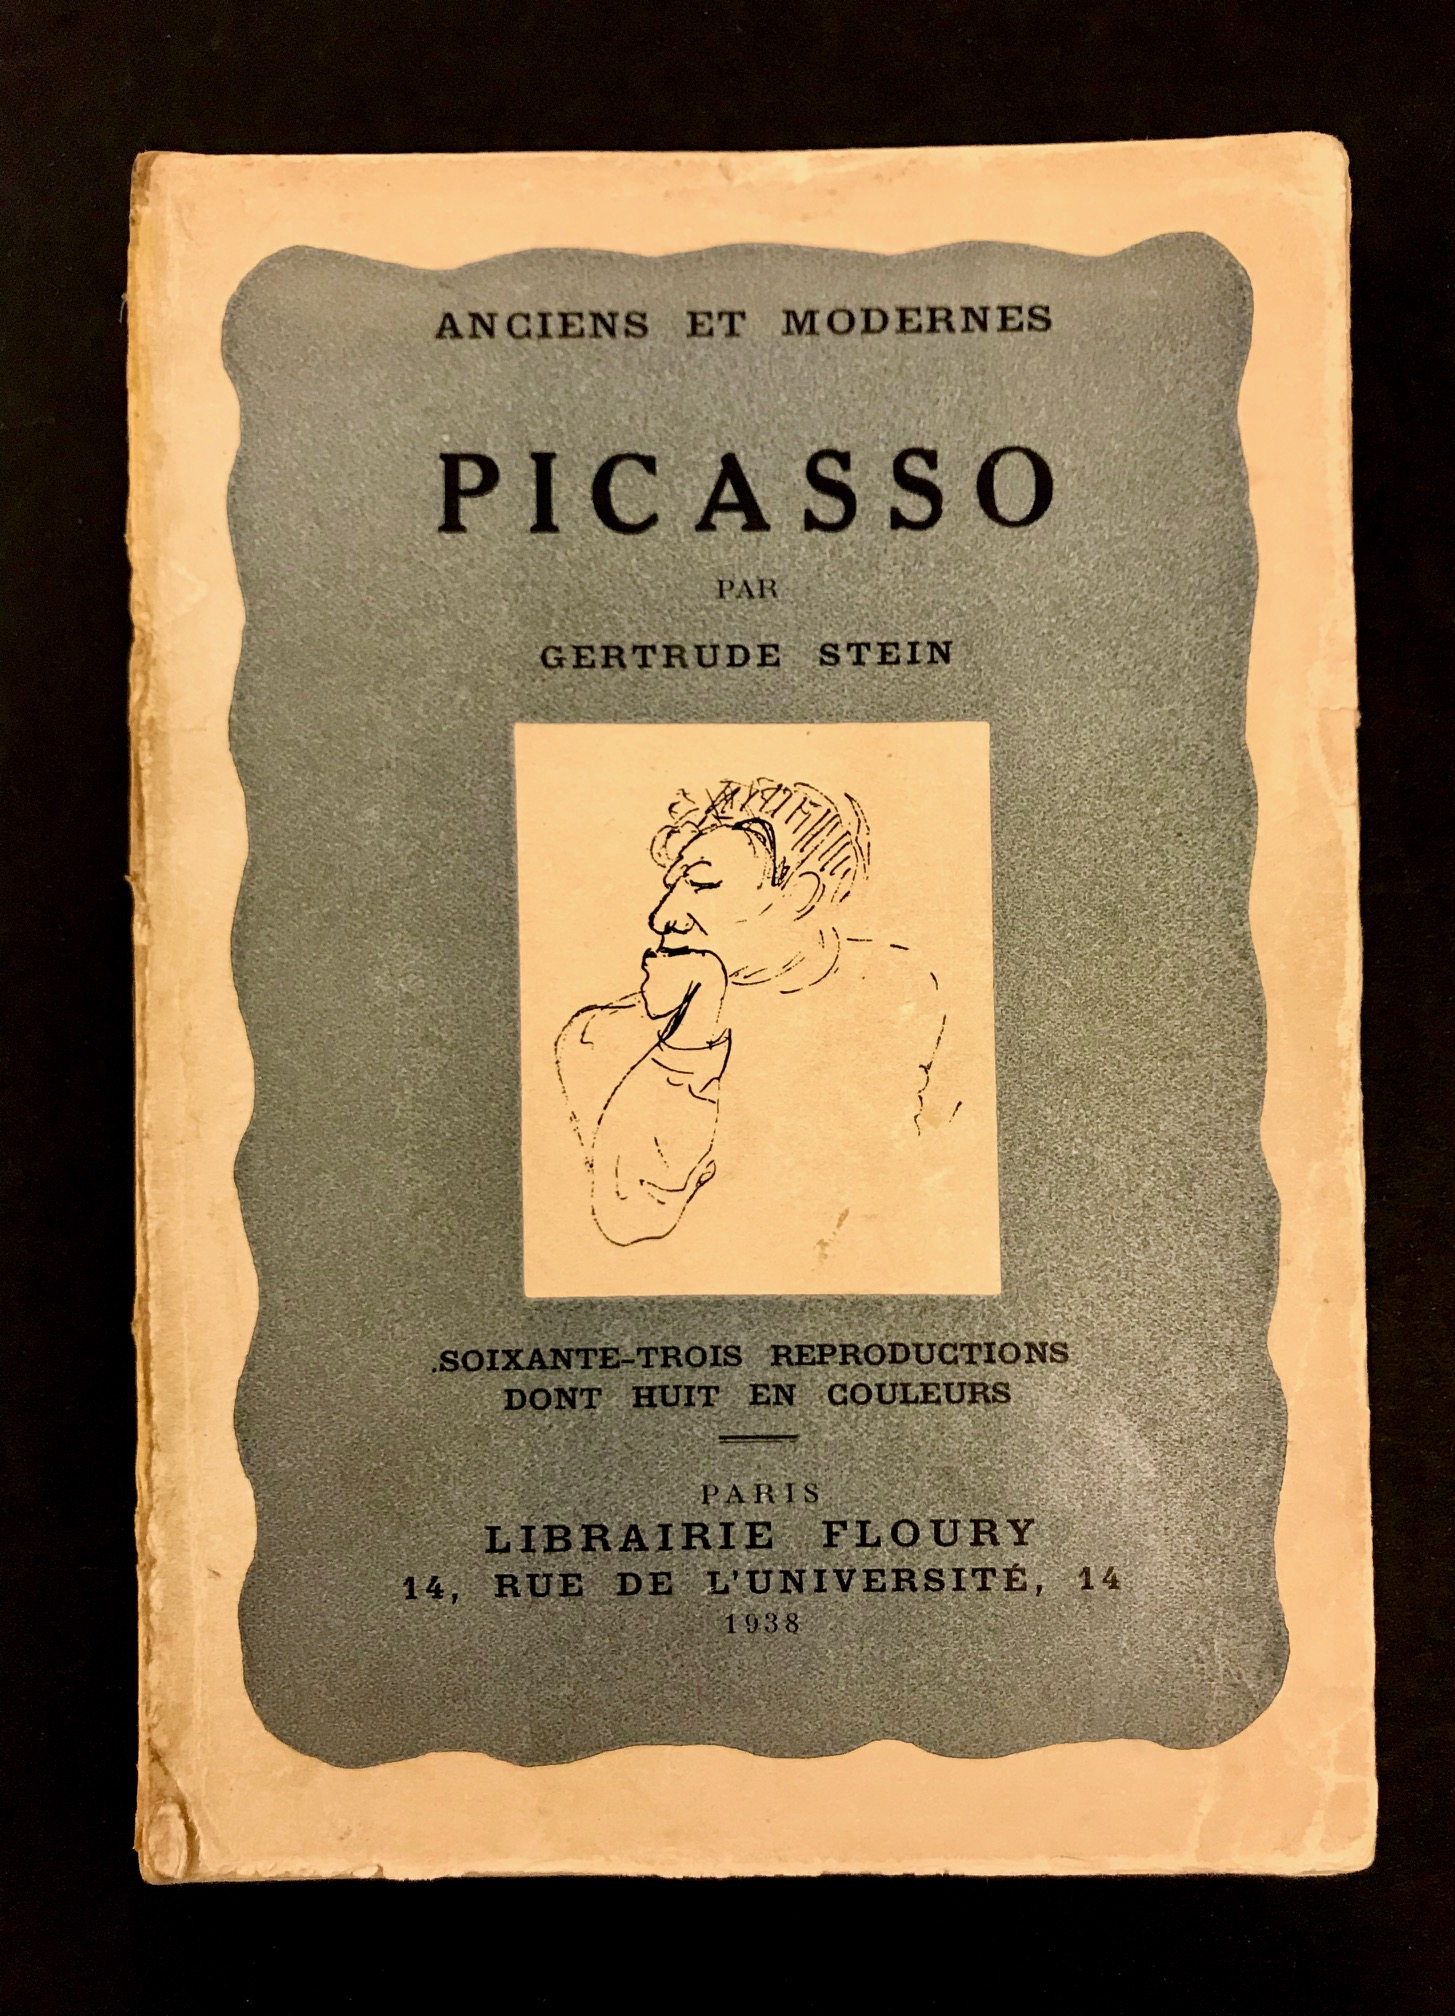 ANCIENS ET MODERNES
PICASSO
PAR
GERTRUDE STEIN
.SOIXANTE-TROIS REPRODUCTIONS
DONT HUIT EN COULEURS
PARIS
LIBRAIRIE FLOURY
14, RUE DE L'UNIVERSITÉ, 14
1938